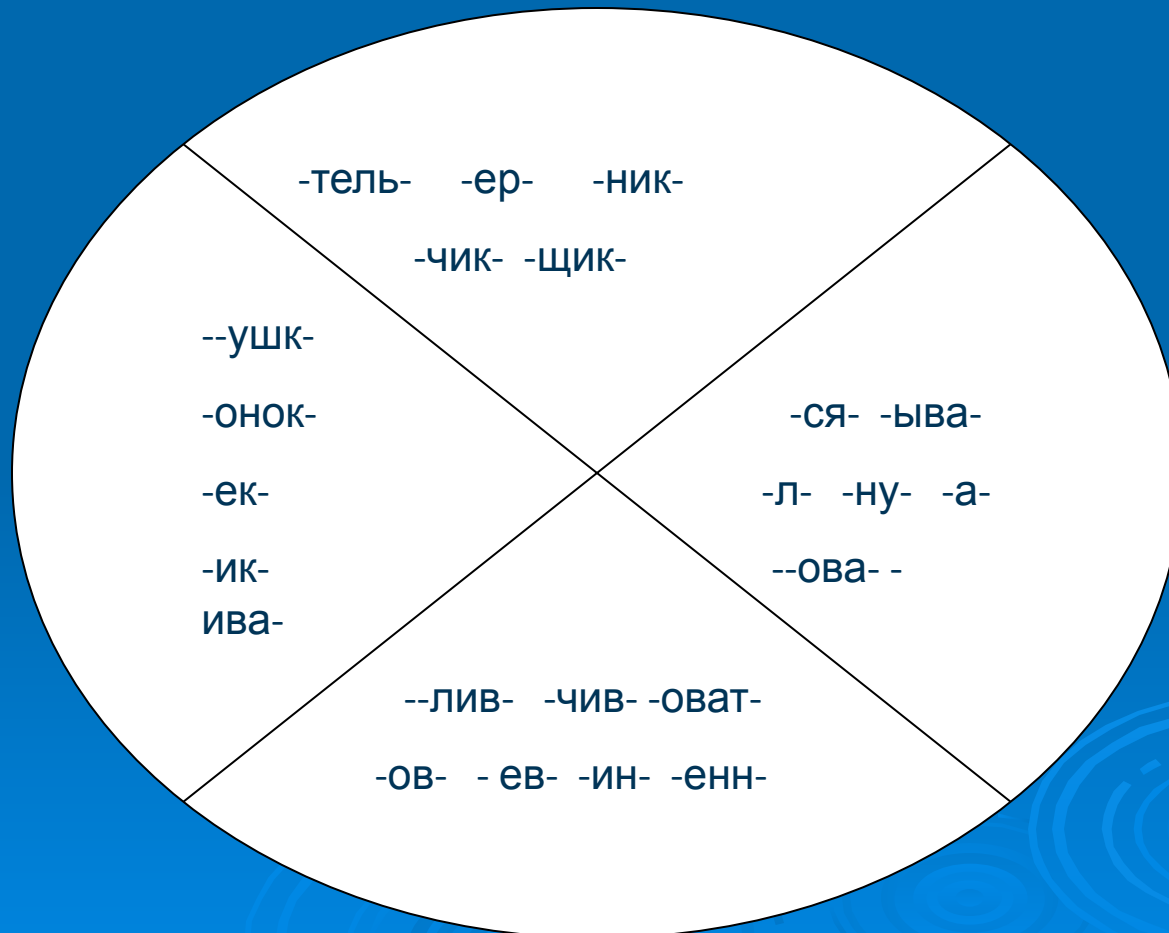 -тель- -ер- -ник-
-чик- -щик-
--ушк-
-онок-
-ек-
-ик-
ива-
-ся- -ыва-
-л- -ну- -а-
--ова- -
--лив- -чив- -оват-
-ов- - ев- -ин- -енн-